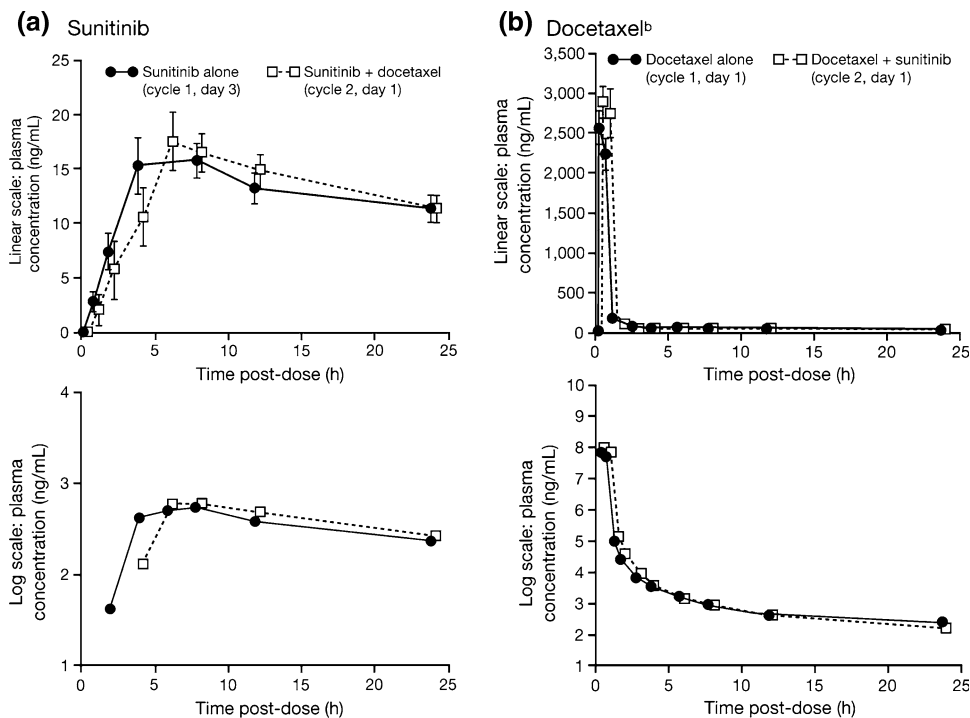 (a) Sunitinib
25
20
15
10
5
0
Linear scale: plasma
concentration (ng/mL)
Sunitinib alone
(cycle 1, day 3)
Sunitinib + docetaxel
(cycle 2, day 1)
0 5 10 15 20 25
Time post-dose (h)
4
3
2
1
Log scale: plasma
concentration (ng/mL)
0 5 10 15 20 25
Time post-dose (h)
(b) Docetaxelᵇ
3,500
3,000
2,500
2,000
1,500
1,000
500
0
Linear scale: plasma
concentration (ng/mL)
Docetaxel alone
(cycle 1, day 1)
Docetaxel + sunitinib
(cycle 2, day 1)
0 5 10 15 20 25
Time post-dose (h)
10
9
8
7
6
5
4
3
2
1
Log scale: plasma
concentration (ng/mL)
0 5 10 15 20 25
Time post-dose (h)